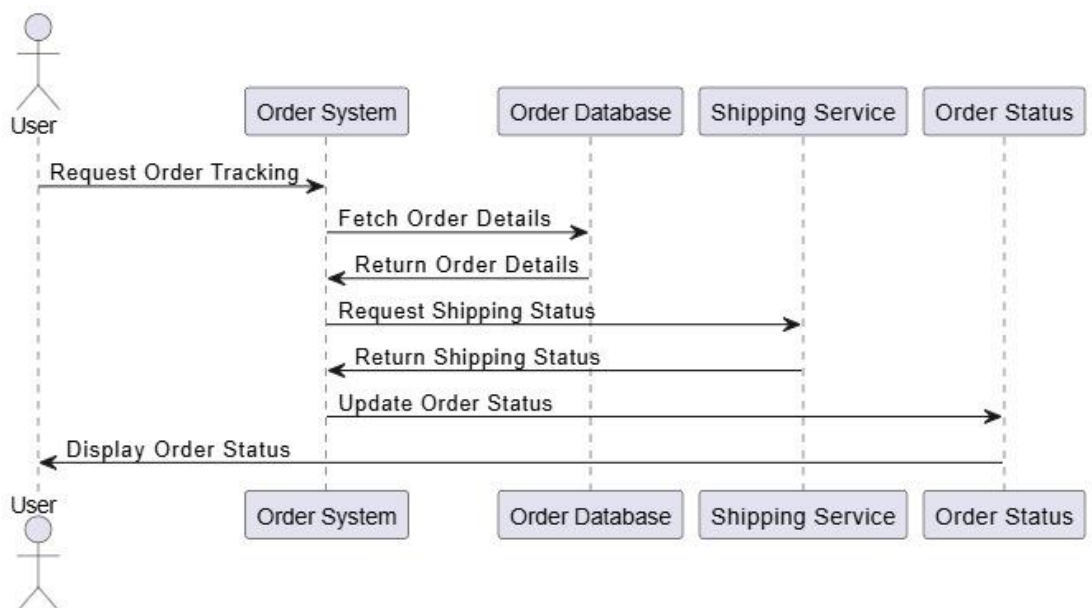 User
Order System
Order Database
Shipping Service
Order Status
Request Order Tracking
Fetch Order Details
Return Order Details
Request Shipping Status
Return Shipping Status
Update Order Status
Display Order Status
User
Order System
Order Database
Shipping Service
Order Status